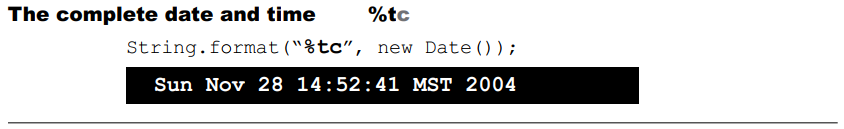 The complete date and time %tc
String.format(“%tc”, new Date());
Sun Nov 28 14:52:41 MST 2004